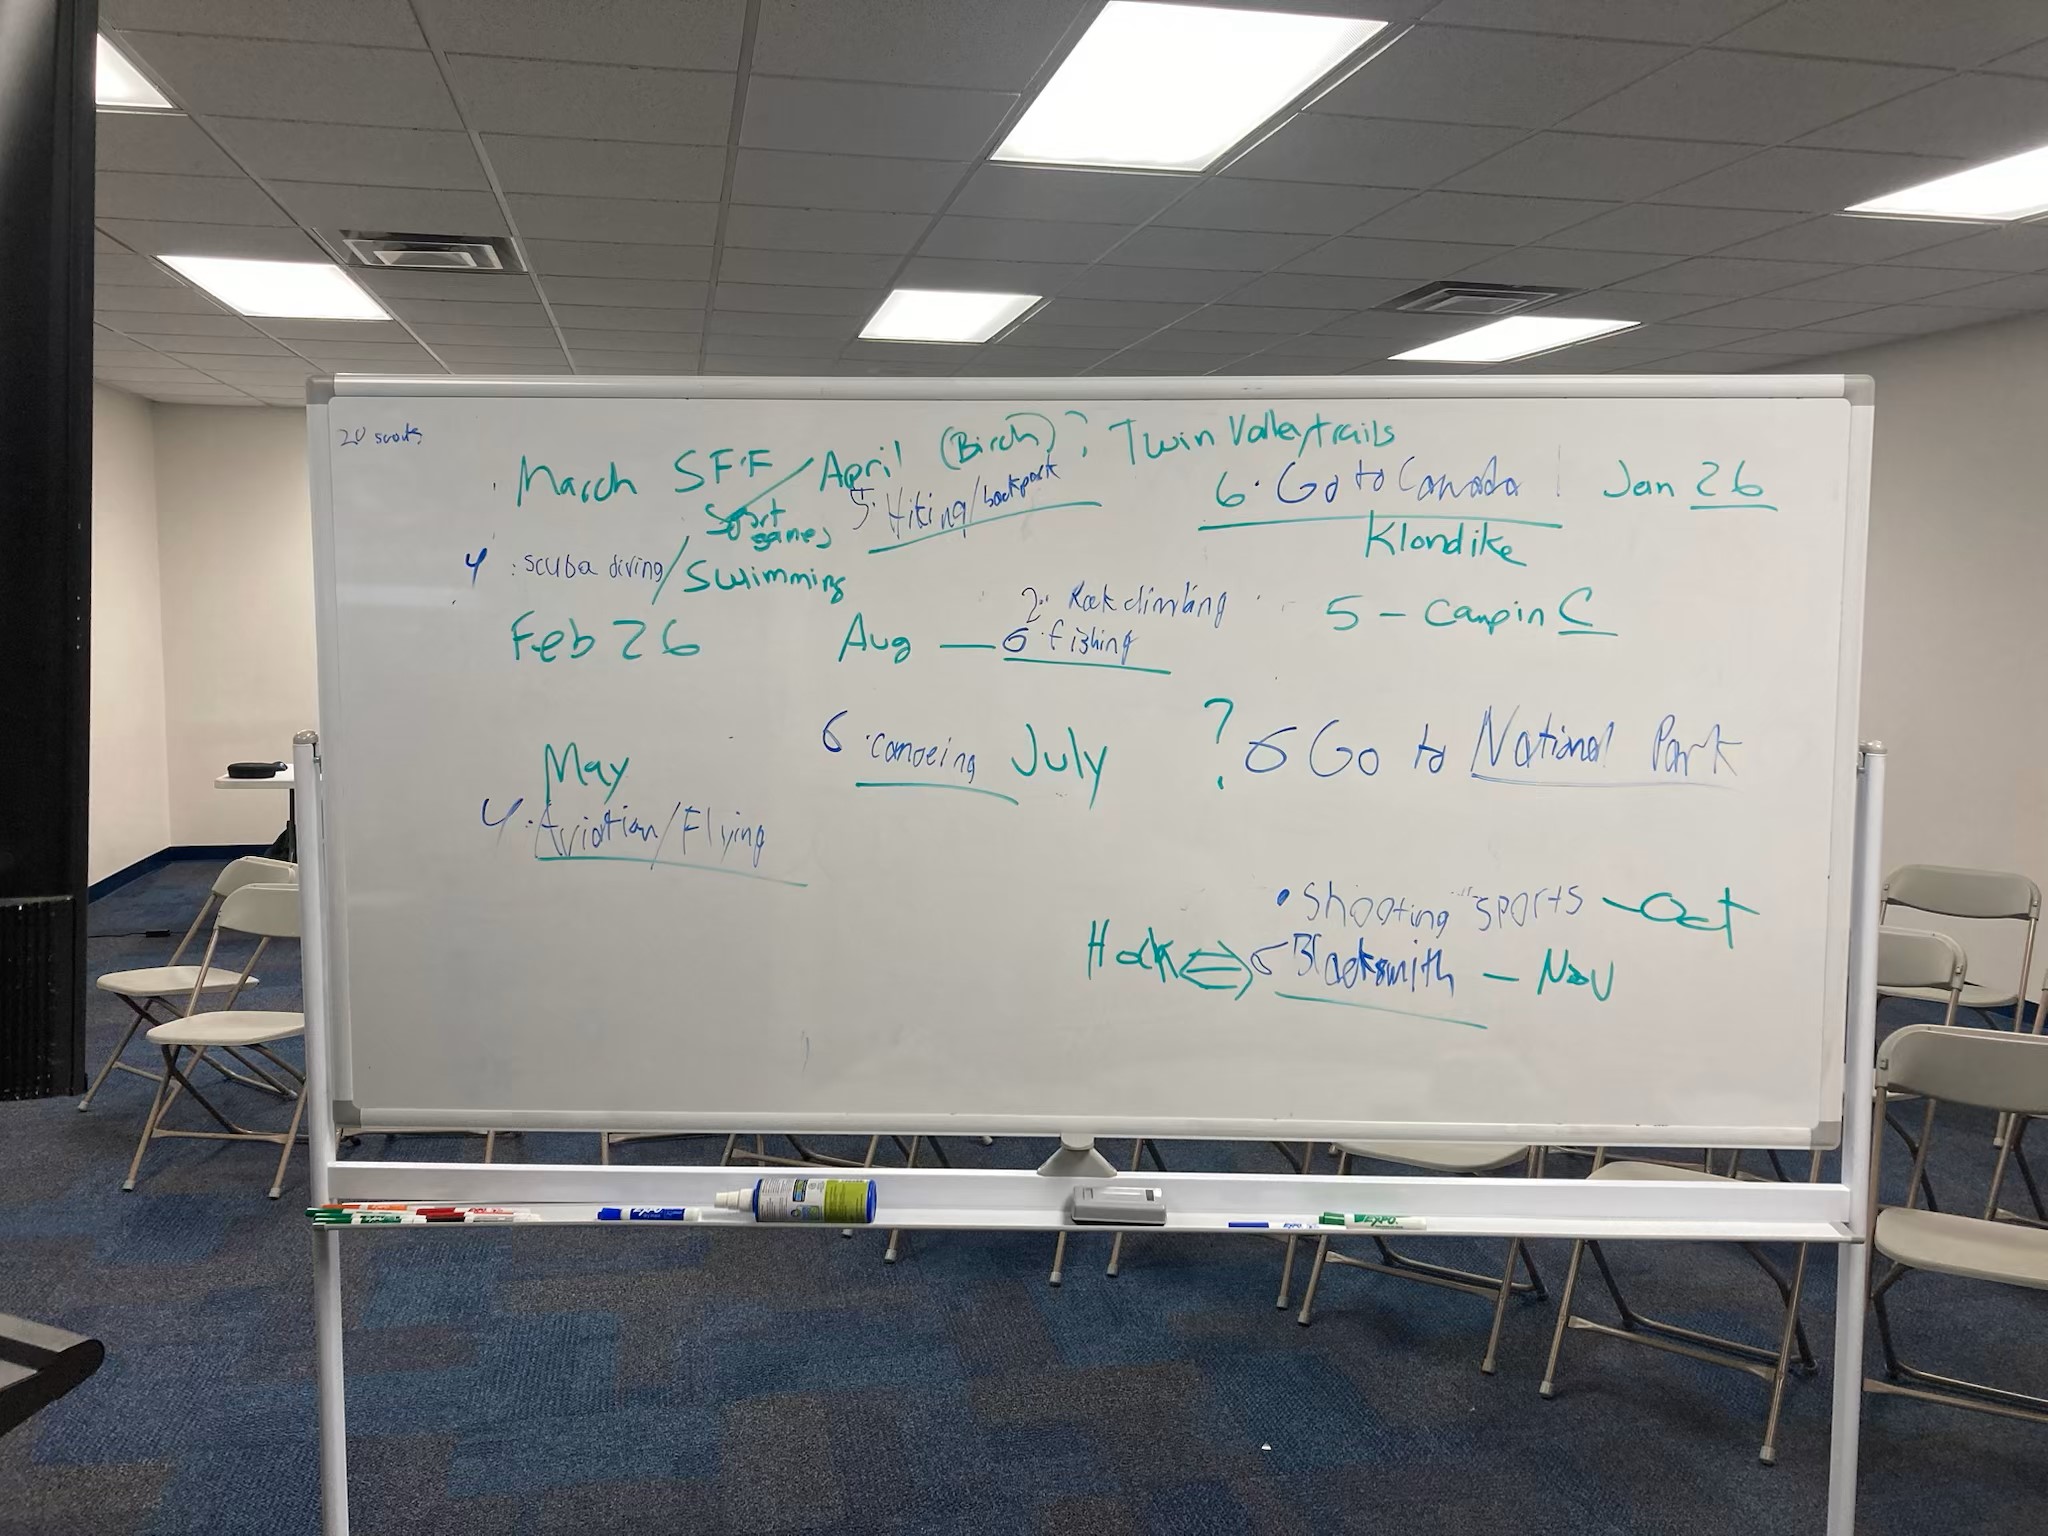 20 scouts
March SFF / April (Birch)? Twin Valley trails
Sport games
5. Hiking/backpack
6. Go to Canada! Jan 26
Klondike
4. scuba diving/Swimming
Feb 26
Aug — 6. fishing
2. Rock climbing
5 - Campin C
May
6. canoeing July
? 6 Go to National Park
4. Aviation/Flying
• Shooting "sports - Oct
6 Blacksmith - Nov
EXPO
EXPO
EXPO